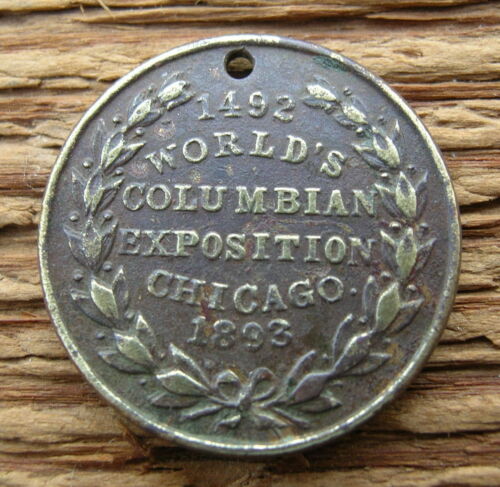 1492
WORLD'S
COLUMBIAN
EXPOSITION
CHICAGO.
1893